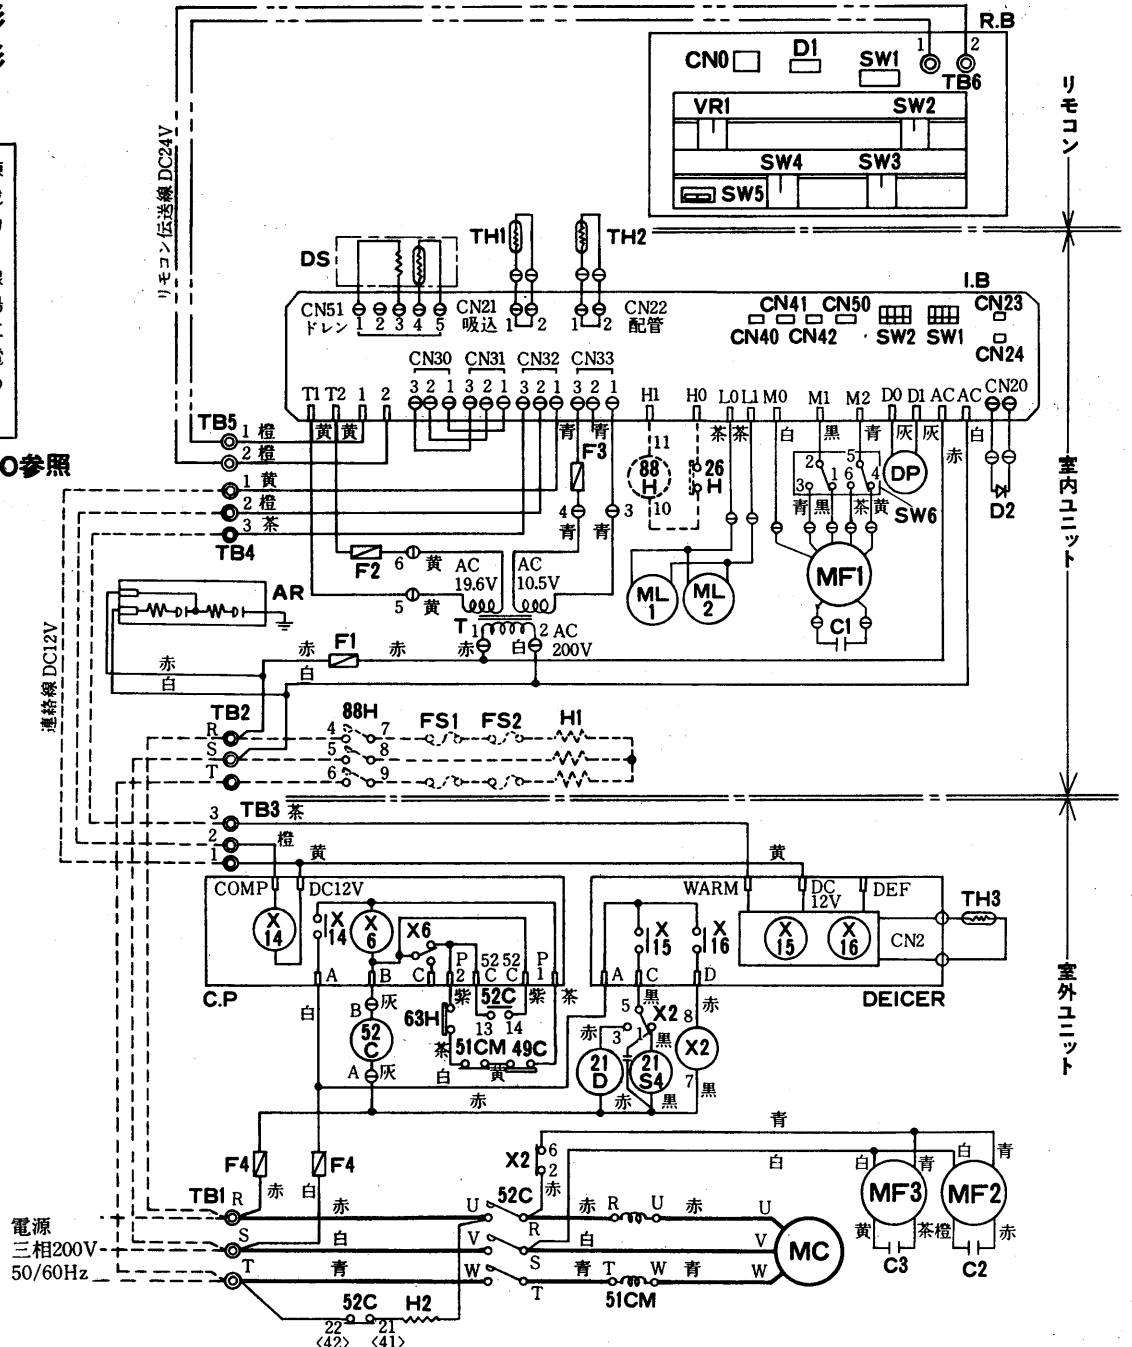 R.B
CN0 D1 SW1 1 2
TB6
VR1 SW2
SW4 SW3
SW5
リモコン
リモコン伝送線 DC24V
DS TH1 TH2
I.B
CN51 CN21 CN22
ドレン 1 2 3 4 5 吸込 1 2 1 2 配管
CN41 CN50 CN23
CN40 CN42 SW2 SW1
CN24
CN30 CN31 CN32 CN33
3 2 1 3 2 1 3 2 1 3 2 1
T1 T2 1 2 H1 H0 L0 L1 M0 M1 M2 D0 D1 AC AC CN20
黄 黄 青 青 茶 茶 白 黒 青 灰 灰 赤 白
TB5 1 橙
2 橙
O参照
1 黄
2 橙
3 茶
TB4
F3
4 3
青 青
11
88
H
10
26
H
2 5
3 1 6 4
青 黒 茶 黄
SW6
DP
D2
室内ユニット
F2 6 黄
5 黄
AC
19.6V
AC
10.5V
T 1 2 AC
200V
赤 白
ML
1
ML
2
MF1
C1
AR
F1
赤 赤
白
連絡線 DC12V
TB2
R
S
T
88H FS1 FS2 H1
4 7
5 8
6 9
3 TB3 茶
2 橙
1 黄 黄
COMP DC12V
X
14
X
14
X
6
X6
A B C P
2
52
C
52
C
P
1
C.P
WARM DC
12V
DEF
X
15
X
16
X
15
X
16
CN2
TH3
A C D
DEICER
白 B 灰
52
C
A 灰
紫 52C 紫 茶
63H 13 14
茶 51CM 49C
白 黄
赤
黒 赤
5 X2 8
赤 3 1 黒
21
D
21
S4
X2
7
赤 黒 黒
室外ユニット
F4 F4
赤 白
青
X2 6
2
赤
白
白 青 白 青
MF3 MF2
黄 茶 橙 赤
C3 C2
TB1 R
S
T
電源
三相200V
50/60Hz
赤 U 52C R 赤 R U 赤 U
白 V S 白 V
青 W T 青 T W 青 W
51CM
MC
52C H2
22 21
〈42〉 〈41〉